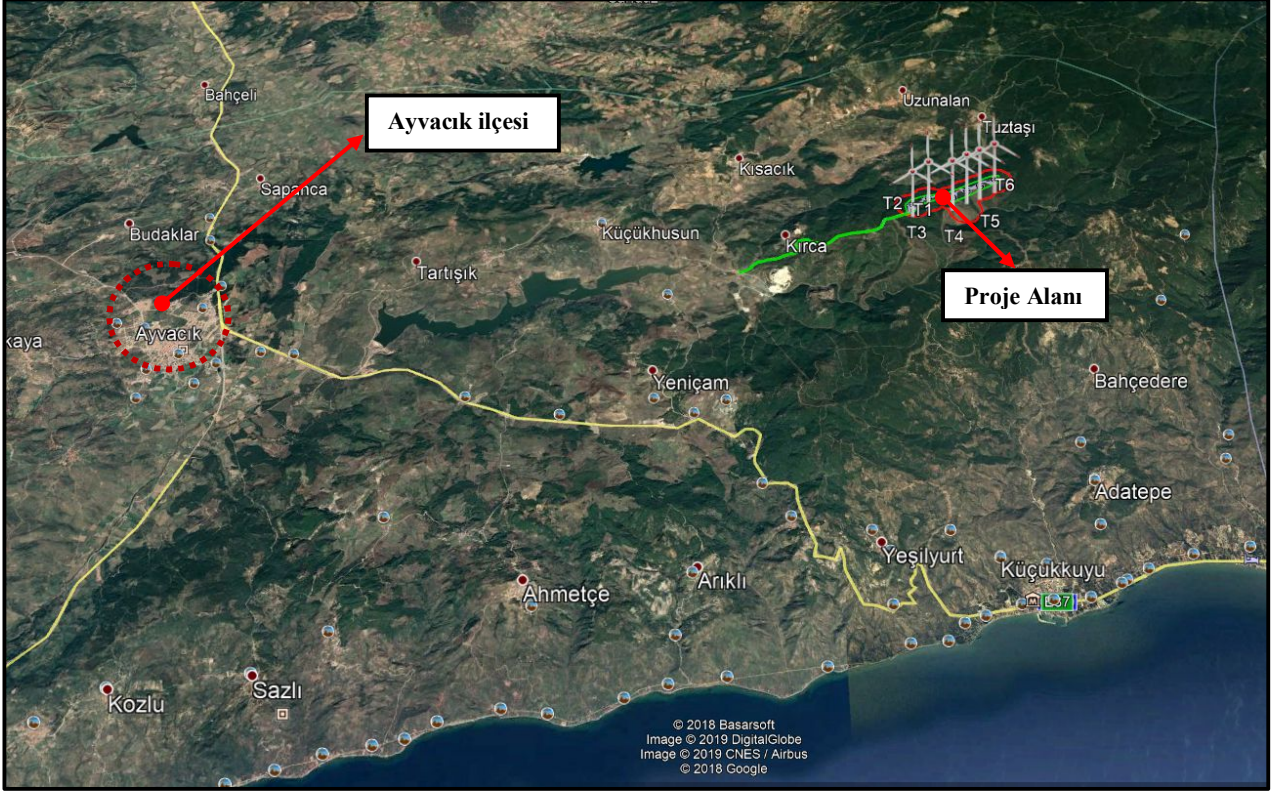 Bahçeli
Ayvacık ilçesi
Uzunalan
Tuztaşı
Kısacık
Sapanca
T6
T2
T1
T5
T3
T4
Budaklar
Küçükhusun
Kırca
Tartışık
Proje Alanı
Ayvacık
kaya
Yeniçam
Bahçedere
Adatepe
Yeşilyurt
Küçükkuyu
Arıklı
Ahmetçe
E87
Sazlı
Kozlu
© 2018 Basarsoft
Image © 2019 DigitalGlobe
Image © 2019 CNES / Airbus
© 2018 Google